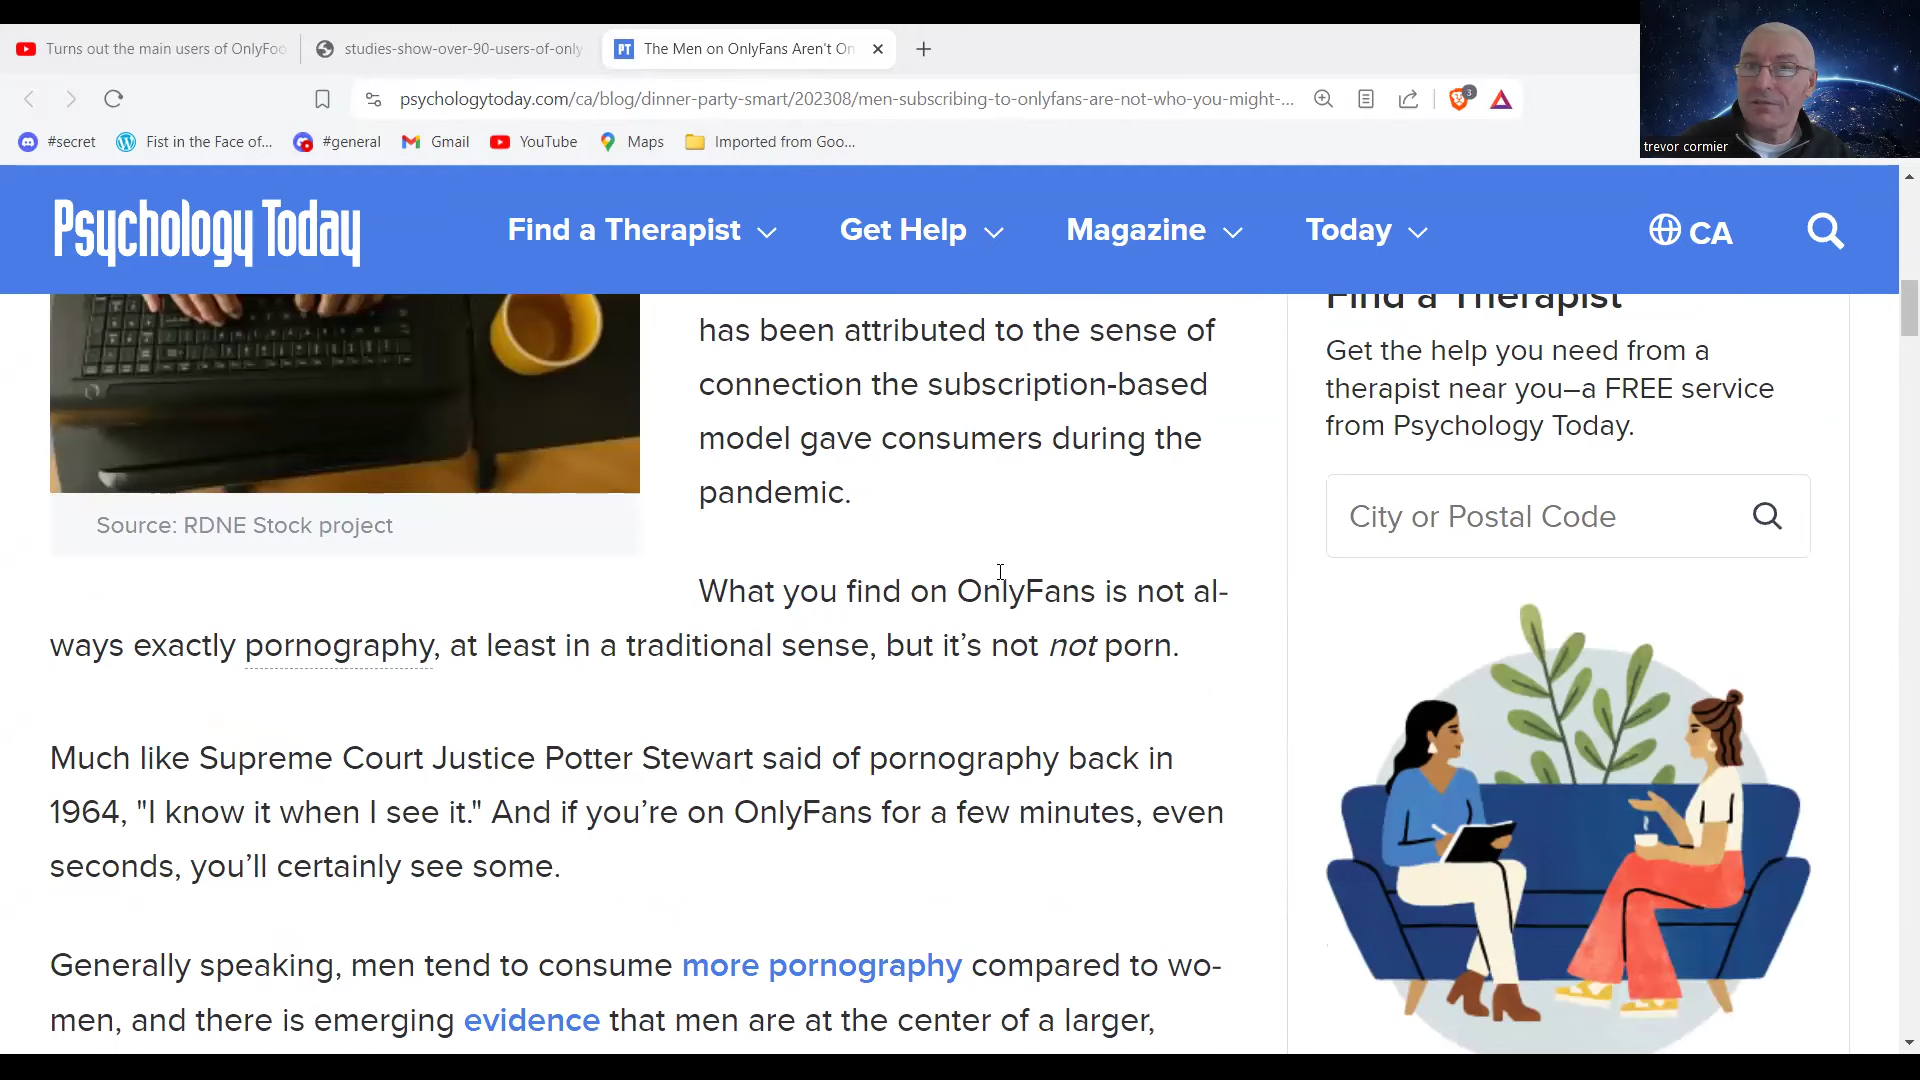 Turns out the main users of OnlyFoo
studies-show-over-90-users-of-only
PT
The Men on OnlyFans Aren't On
psychologytoday.com/ca/blog/dinner-party-smart/202308/men-subscribing-to-onlyfans-are-not-who-you-might-...
3
#secret
Fist in the Face of...
#general
Gmail
YouTube
Maps
Imported from Goo...
trevor cormier
Psychology Today
Find a Therapist
Get Help
Magazine
Today
CA
has been attributed to the sense of
connection the subscription-based
model gave consumers during the
pandemic.
Source: RDNE Stock project
What you find on OnlyFans is not al-
ways exactly pornography, at least in a traditional sense, but it's not not porn.
Much like Supreme Court Justice Potter Stewart said of pornography back in
1964, "I know it when I see it." And if you're on OnlyFans for a few minutes, even
seconds, you'll certainly see some.
Generally speaking, men tend to consume more pornography compared to wo-
men, and there is emerging evidence that men are at the center of a larger,
Find a Therapist
Get the help you need from a
therapist near you–a FREE service
from Psychology Today.
City or Postal Code